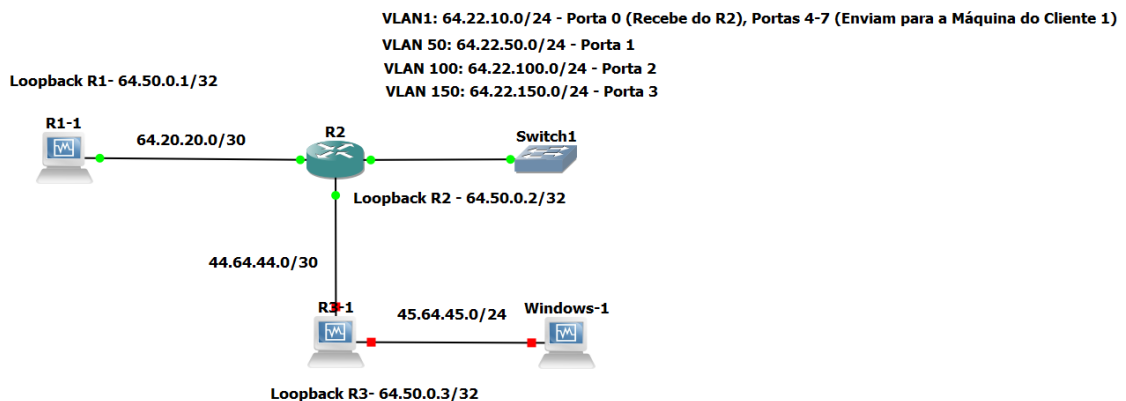 VLAN1: 64.22.10.0/24 - Porta 0 (Recebe do R2), Portas 4-7 (Enviam para a Máquina do Cliente 1)
VLAN 50: 64.22.50.0/24 - Porta 1
VLAN 100: 64.22.100.0/24 - Porta 2
VLAN 150: 64.22.150.0/24 - Porta 3
Loopback R1- 64.50.0.1/32
R1-1
64.20.20.0/30
R2
Switch1
Loopback R2 - 64.50.0.2/32
44.64.44.0/30
R3-1
45.64.45.0/24
Windows-1
Loopback R3- 64.50.0.3/32